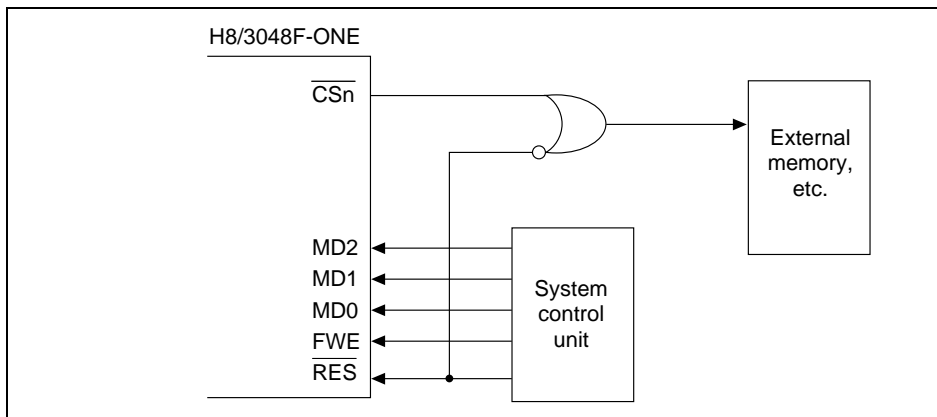 H8/3048F-ONE
CSn
External
memory,
etc.
MD2
MD1
MD0
FWE
RES
System
control
unit